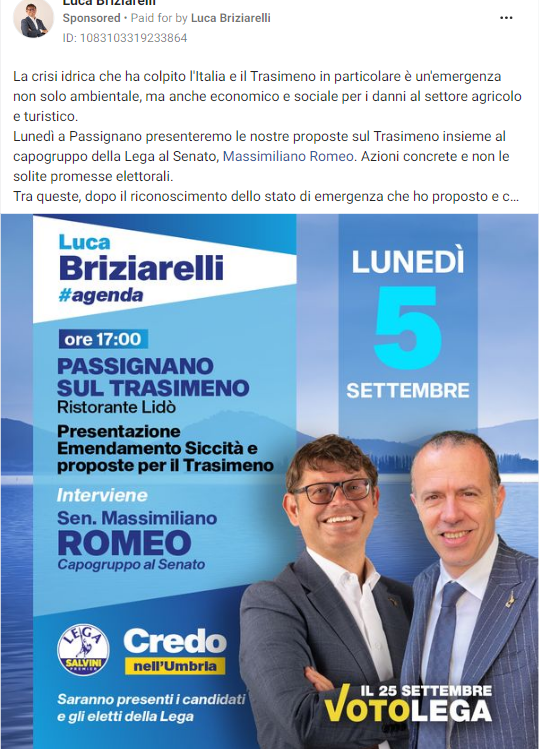 Luca Briziarelli
Sponsored • Paid for by Luca Briziarelli
ID: 1083103319233864
La crisi idrica che ha colpito l'Italia e il Trasimeno in particolare è un'emergenza
non solo ambientale, ma anche economico e sociale per i danni al settore agricolo
e turistico.
Lunedì a Passignano presenteremo le nostre proposte sul Trasimeno insieme al
capogruppo della Lega al Senato, Massimiliano Romeo. Azioni concrete e non le
solite promesse elettorali.
Tra queste, dopo il riconoscimento dello stato di emergenza che ho proposto e c...
Luca
Briziarelli
#agenda
ore 17:00
PASSIGNANO
SUL TRASIMENO
Ristorante Lidò
Presentazione
Emendamento Siccità e
proposte per il Trasimeno
Interviene
Sen. Massimiliano
ROMEO
Capogruppo al Senato
LUNEDÌ
5
SETTEMBRE
LEGA
SALVINI
PREMIER
Credo
nell'Umbria
Saranno presenti i candidati
e gli eletti della Lega
IL 25 SETTEMBRE
VOTOLEGA